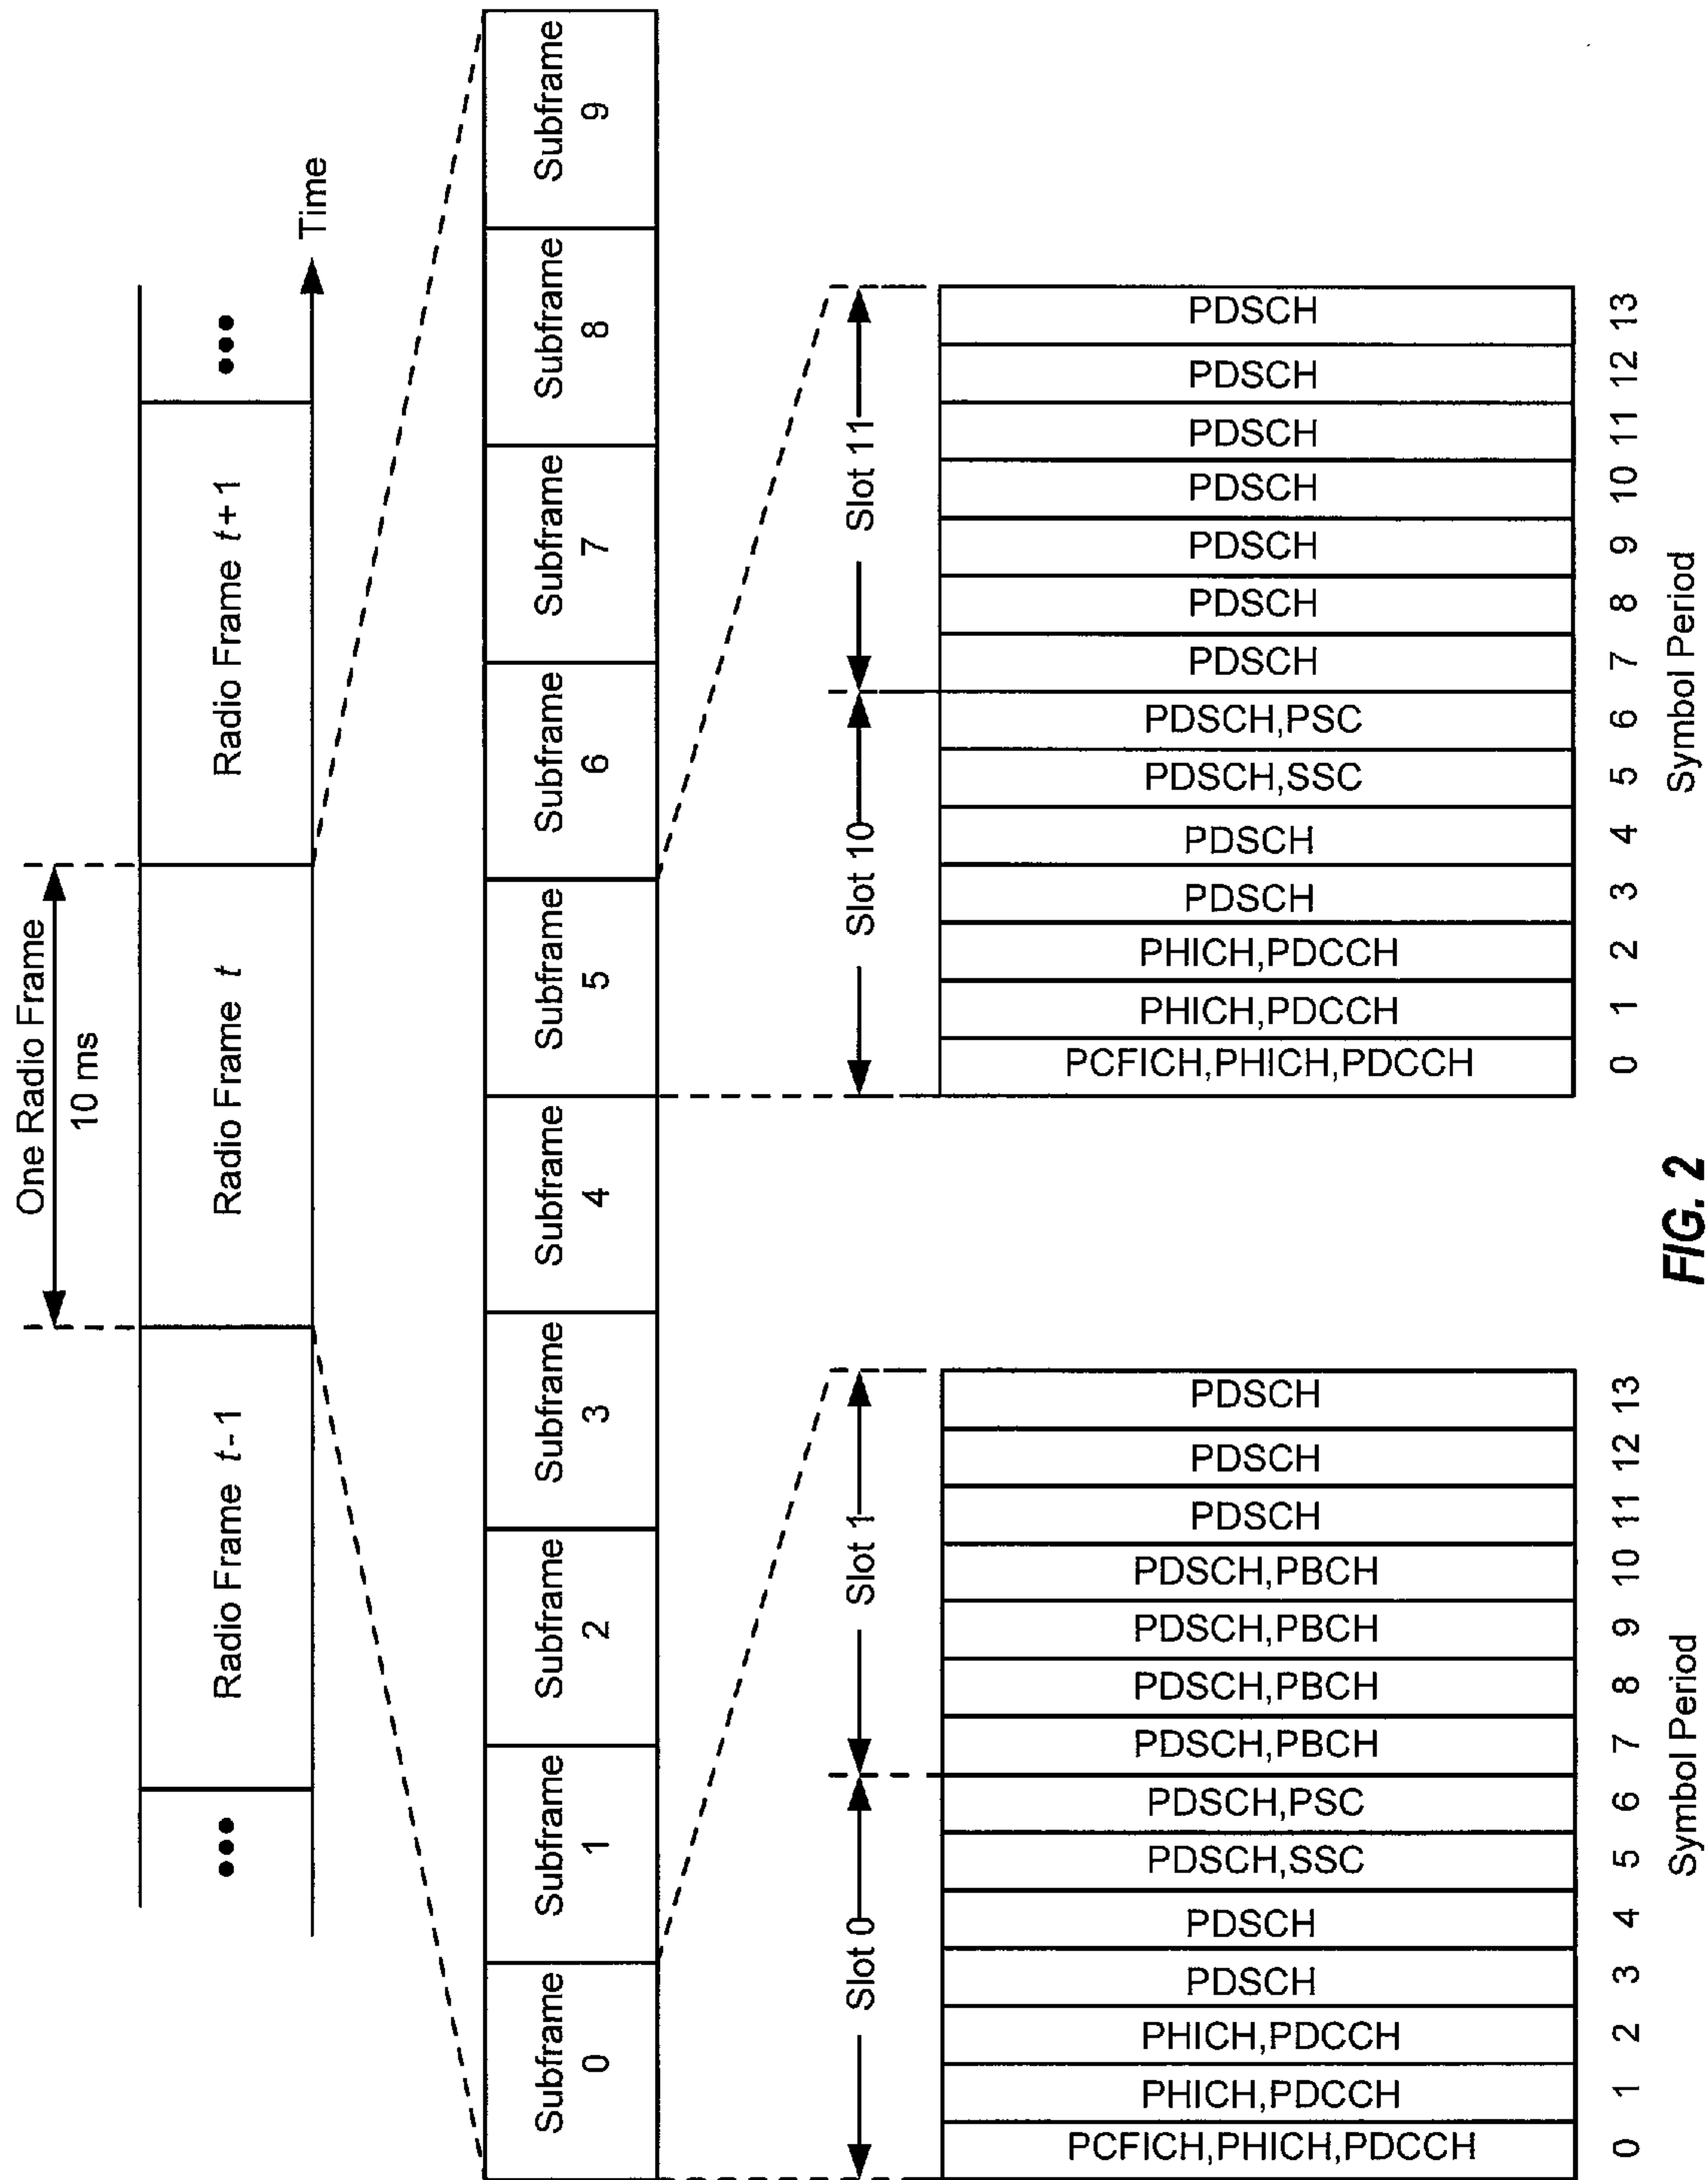 One Radio Frame
10 ms
•••
Radio Frame t-1
Radio Frame t
Radio Frame t+1
•••
Time
Subframe
0
Subframe
1
Subframe
2
Subframe
3
Subframe
4
Subframe
5
Subframe
6
Subframe
7
Subframe
8
Subframe
9
Slot 0
Slot 1
PCFICH,PHICH,PDCCH
PHICH,PDCCH
PHICH,PDCCH
PDSCH
PDSCH
PDSCH,SSC
PDSCH,PSC
PDSCH,PBCH
PDSCH,PBCH
PDSCH,PBCH
PDSCH,PBCH
PDSCH
PDSCH
PDSCH
0 1 2 3 4 5 6 7 8 9 10 11 12 13
Symbol Period
Slot 10
Slot 11
PCFICH,PHICH,PDCCH
PHICH,PDCCH
PHICH,PDCCH
PDSCH
PDSCH
PDSCH,SSC
PDSCH,PSC
PDSCH
PDSCH
PDSCH
PDSCH
PDSCH
PDSCH
PDSCH
0 1 2 3 4 5 6 7 8 9 10 11 12 13
Symbol Period
FIG. 2